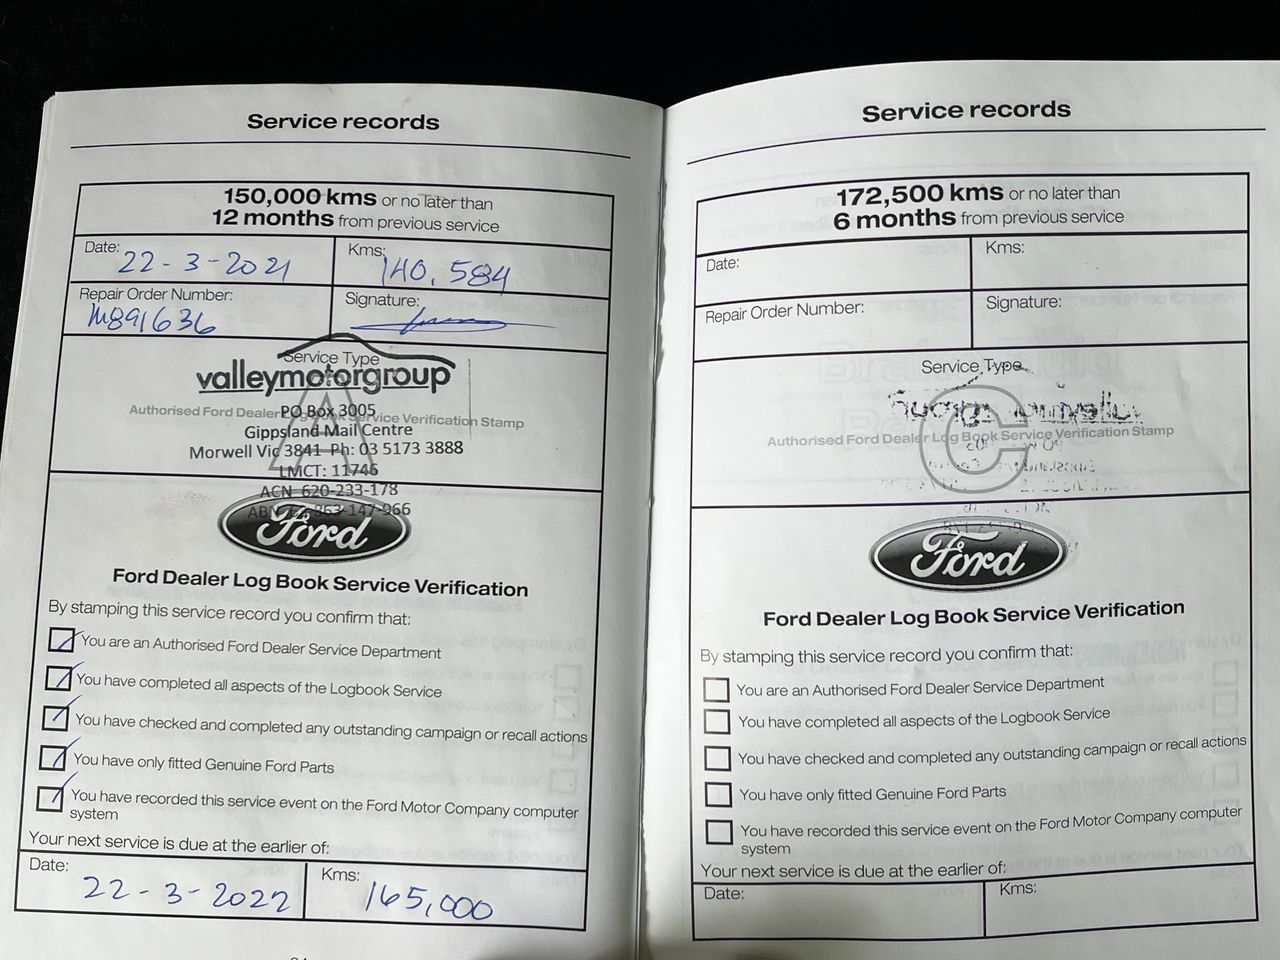 Service records
150,000 kms or no later than
12 months from previous service
Date: 22-3-2021
Kms: 140,584
Repair Order Number: M891636
Signature:
Service Type
valleymotorgroup
A
Authorised Ford Dealer Log Book Service Verification Stamp
PO Box 3005
Gippsland Mail Centre
Morwell Vic 3841 Ph: 03 5173 3888
LMCT: 11746
ACN 620-233-178
ABN 863-147-966
Ford
Ford Dealer Log Book Service Verification
By stamping this service record you confirm that:
You are an Authorised Ford Dealer Service Department
You have completed all aspects of the Logbook Service
You have checked and completed any outstanding campaign or recall actions
You have only fitted Genuine Ford Parts
You have recorded this service event on the Ford Motor Company computer
system
Your next service is due at the earlier of:
Date: 22-3-2022
Kms: 165,000
Service records
172,500 kms or no later than
6 months from previous service
Date:
Kms:
Repair Order Number:
Signature:
Service Type
C
Authorised Ford Dealer Log Book Service Verification Stamp
Ford
Ford Dealer Log Book Service Verification
By stamping this service record you confirm that:
You are an Authorised Ford Dealer Service Department
You have completed all aspects of the Logbook Service
You have checked and completed any outstanding campaign or recall actions
You have only fitted Genuine Ford Parts
You have recorded this service event on the Ford Motor Company computer
system
Your next service is due at the earlier of:
Date:
Kms: